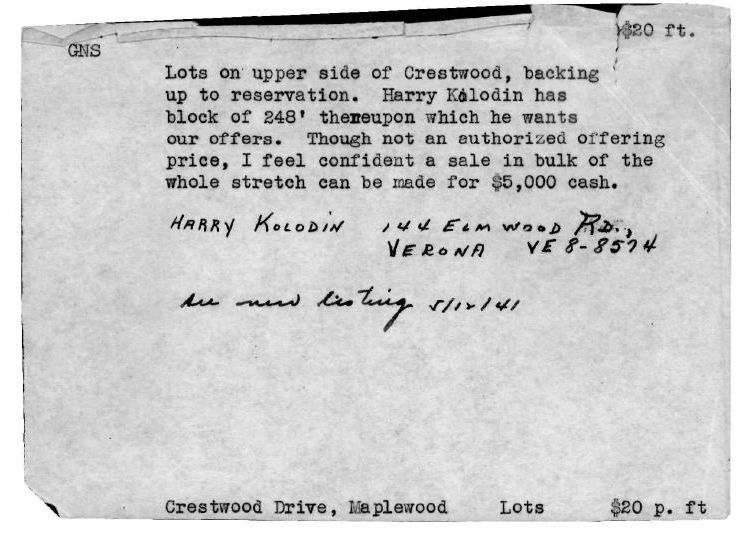 $20 ft.
GNS
Lots on upper side of Crestwood, backing
up to reservation. Harry Kolodin has
block of 248' thereupon which he wants
our offers. Though not an authorized offering
price, I feel confident a sale in bulk of the
whole stretch can be made for $5,000 cash.
HARRY KOLODIN 144 ELMWOOD RD.,
VERONA VE 8-8574
see new listing 5/12/41
Crestwood Drive, Maplewood Lots $20 p. ft